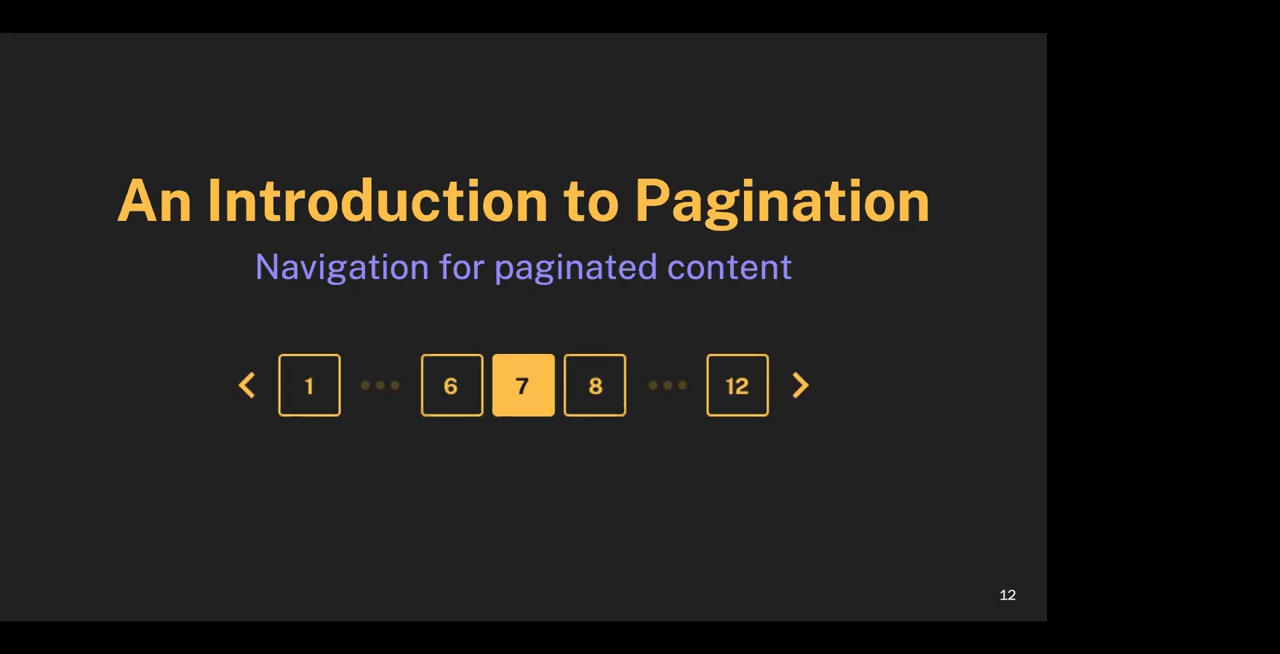 An Introduction to Pagination
Navigation for paginated content
1 ••• 6 7 8 ••• 12
12